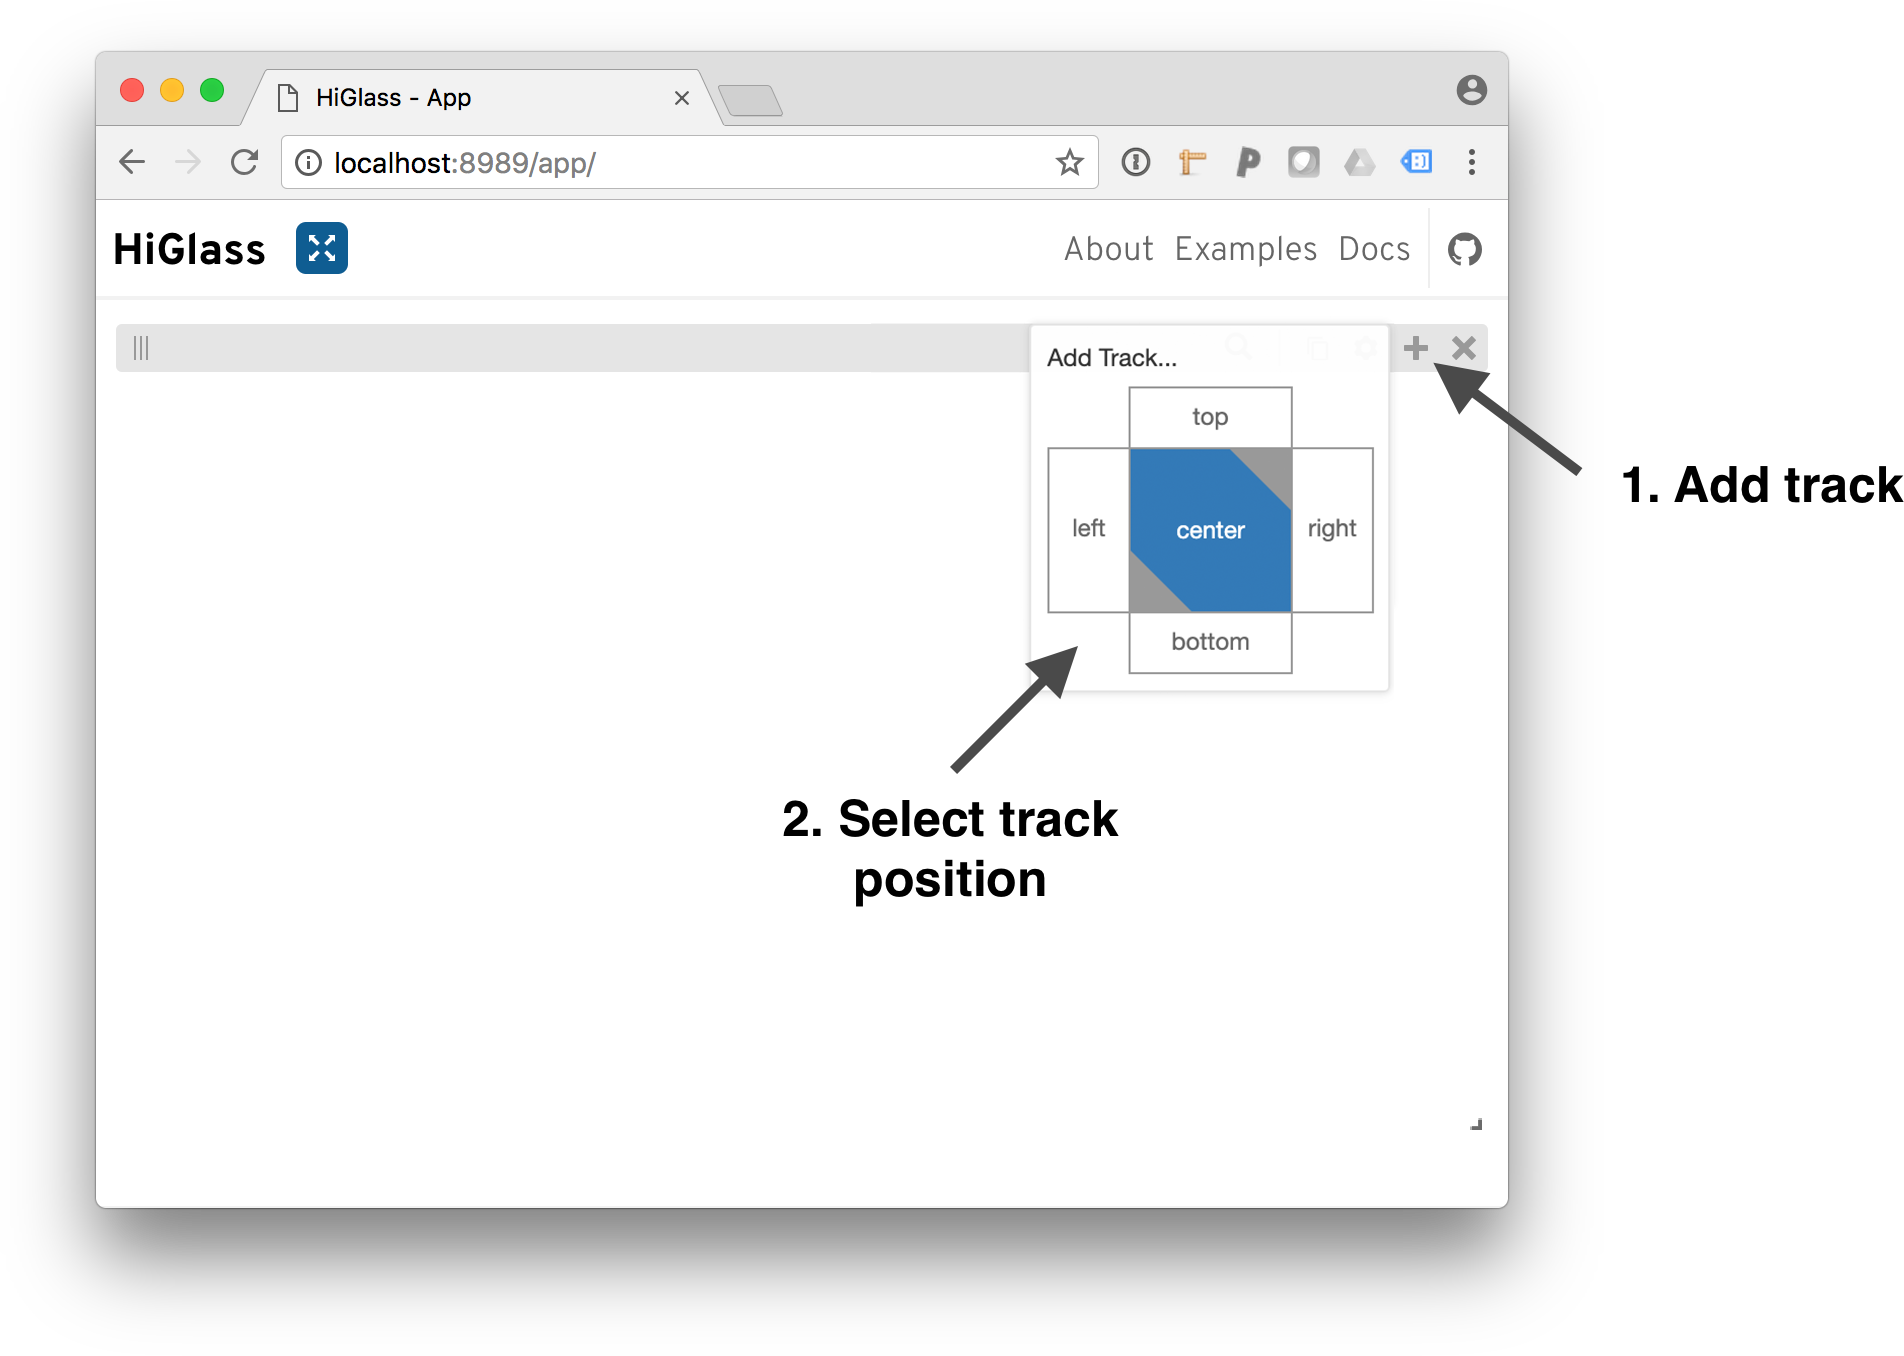 HiGlass - App
localhost:8989/app/
HiGlass
About Examples Docs
Add Track...
top
left
center
right
bottom
1. Add track
2. Select track
position